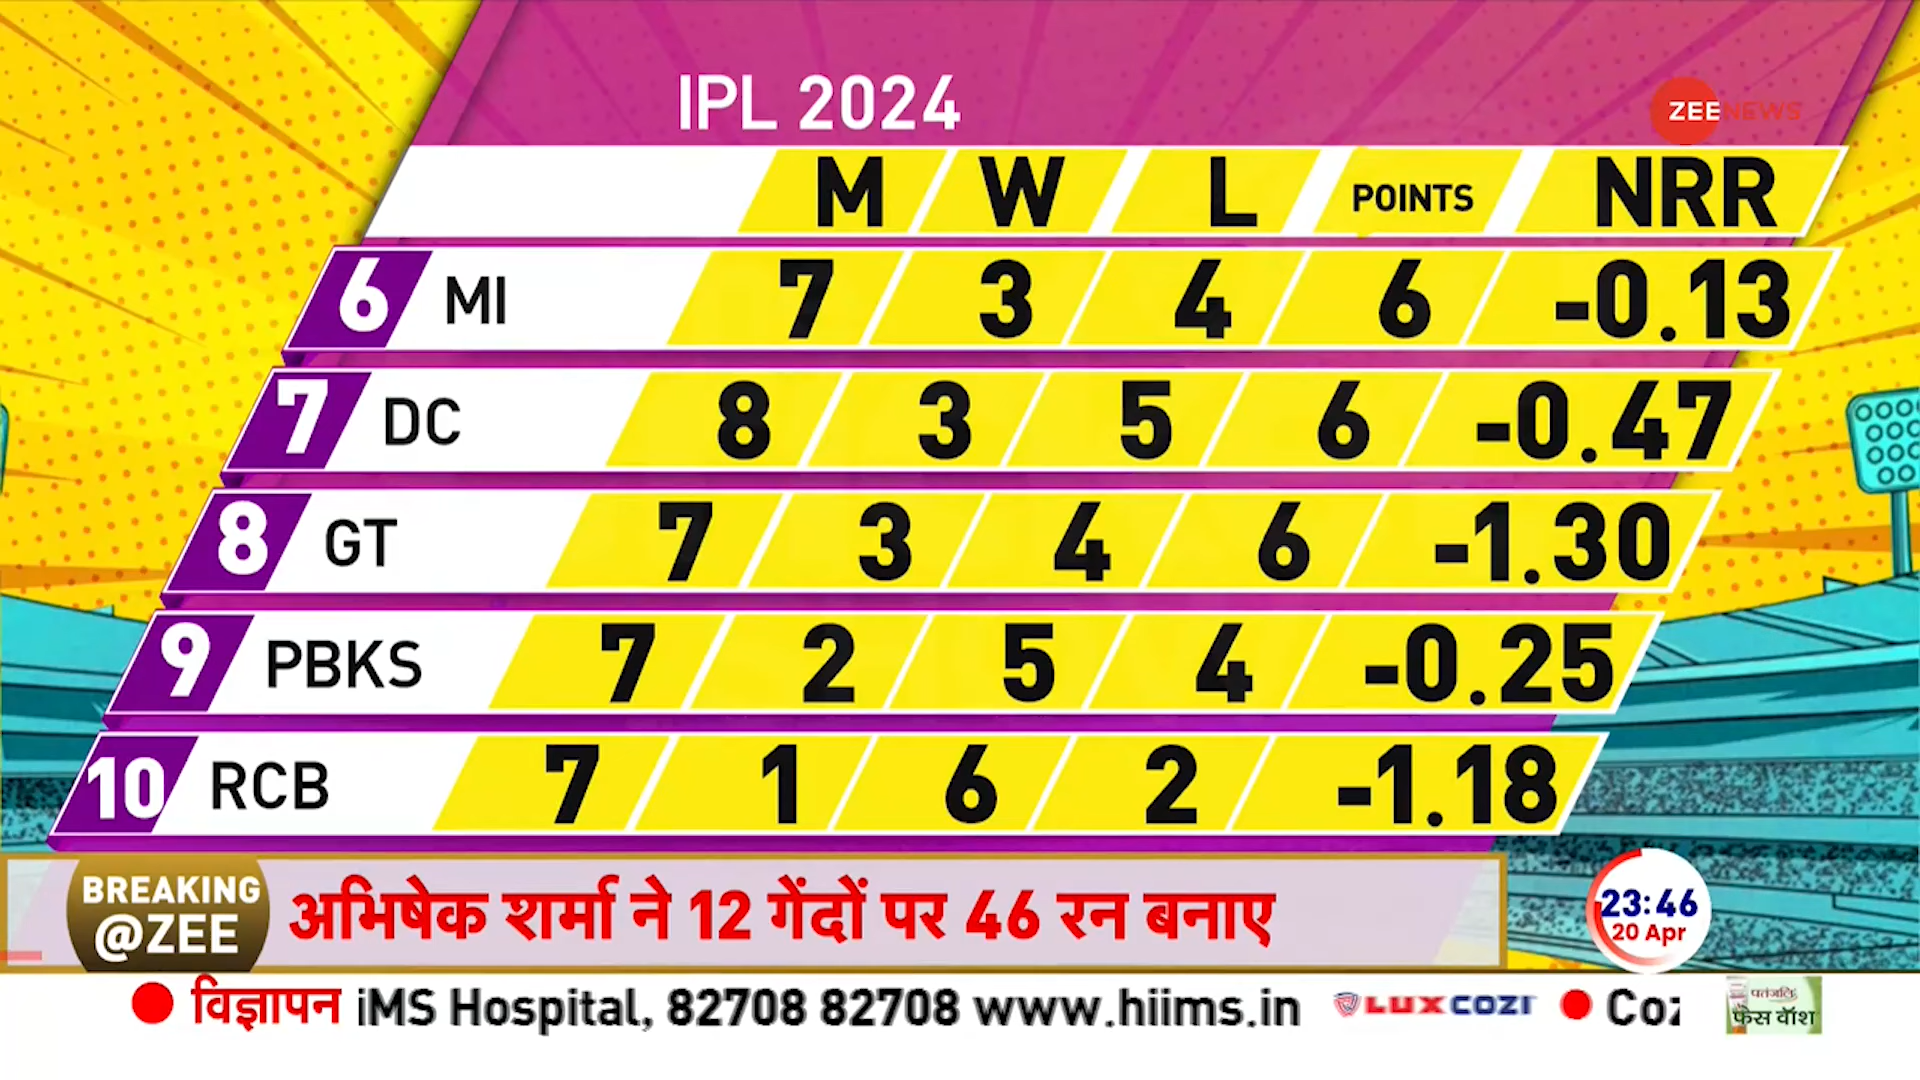 IPL 2024
ZEE NEWS
M W L POINTS NRR
6 MI 7 3 4 6 -0.13
7 DC 8 3 5 6 -0.47
8 GT 7 3 4 6 -1.30
9 PBKS 7 2 5 4 -0.25
10 RCB 7 1 6 2 -1.18
BREAKING
@ZEE
अभिषेक शर्मा ने 12 गेंदों पर 46 रन बनाए
23:46
20 Apr
विज्ञापन iMS Hospital, 82708 82708 www.hiims.in LUX COZI Coz
पतंजलि
फेस वॉश